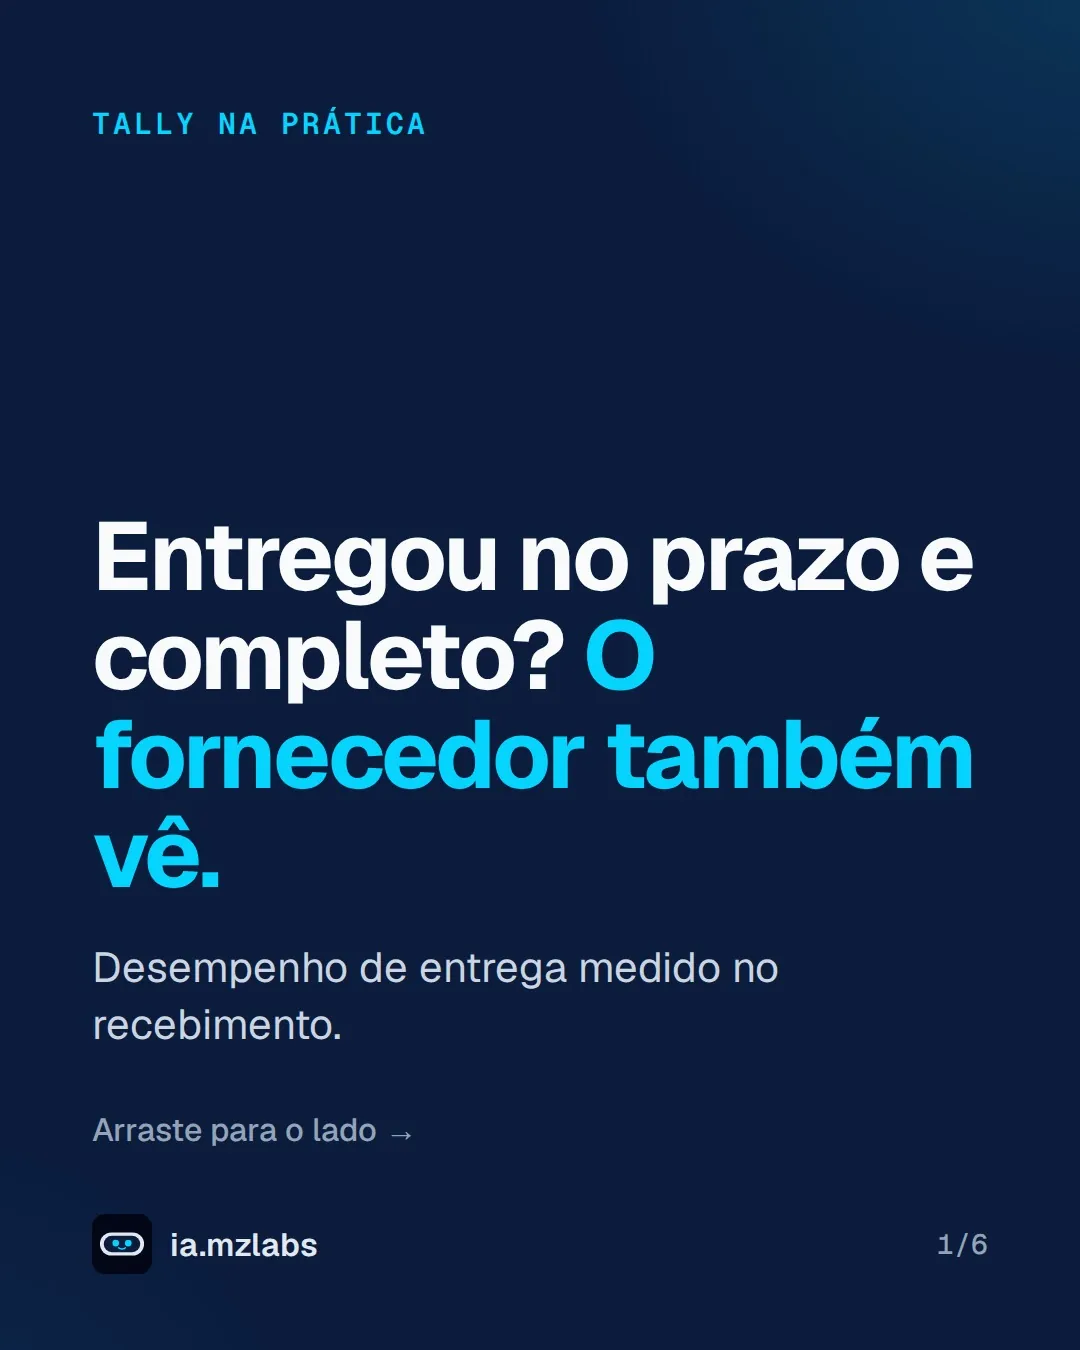 TALLY NA PRÁTICA
Entregou no prazo e
completo? O
fornecedor também
vê.
Desempenho de entrega medido no
recebimento.
Arraste para o lado →
ia.mzlabs
1/6